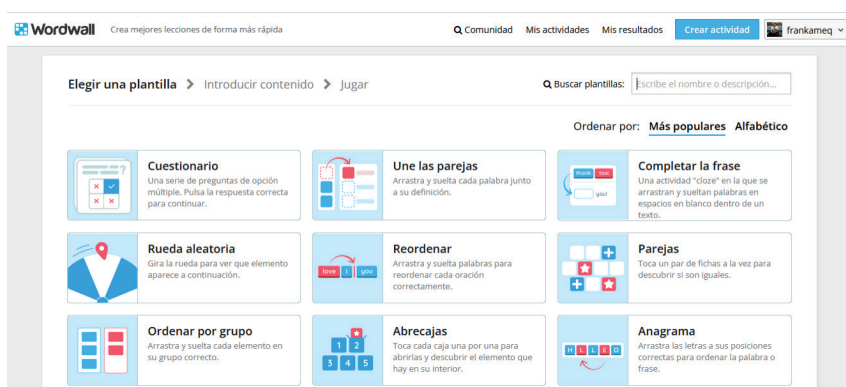 Wordwall Crea mejores lecciones de forma más rápida Comunidad Mis actividades Mis resultados Crear actividad frankameq
Elegir una plantilla > Introducir contenido > Jugar Buscar plantillas: Escribe el nombre o descripción...
Ordenar por: Más populares Alfabético
Cuestionario
Una serie de preguntas de opción
múltiple. Pulsa la respuesta correcta
para continuar.
Une las parejas
Arrastra y suelta cada palabra junto
a su definición.
think you
you!
Completar la frase
Una actividad "cloze" en la que se
arrastran y sueltan palabras en
espacios en blanco dentro de un
texto.
Rueda aleatoria
Gira la rueda para ver que elemento
aparece a continuación.
love I you
Reordenar
Arrastra y suelta palabras para
reordenar cada oración
correctamente.
Parejas
Toca un par de fichas a la vez para
descubrir si son iguales.
Ordenar por grupo
Arrastra y suelta cada elemento en
su grupo correcto.
1 2
3 4 5
Abrecajas
Toca cada caja una por una para
abrirlas y descubrir el elemento que
hay en su interior.
H L L E O
Anagrama
Arrastra las letras a sus posiciones
correctas para ordenar la palabra o
frase.